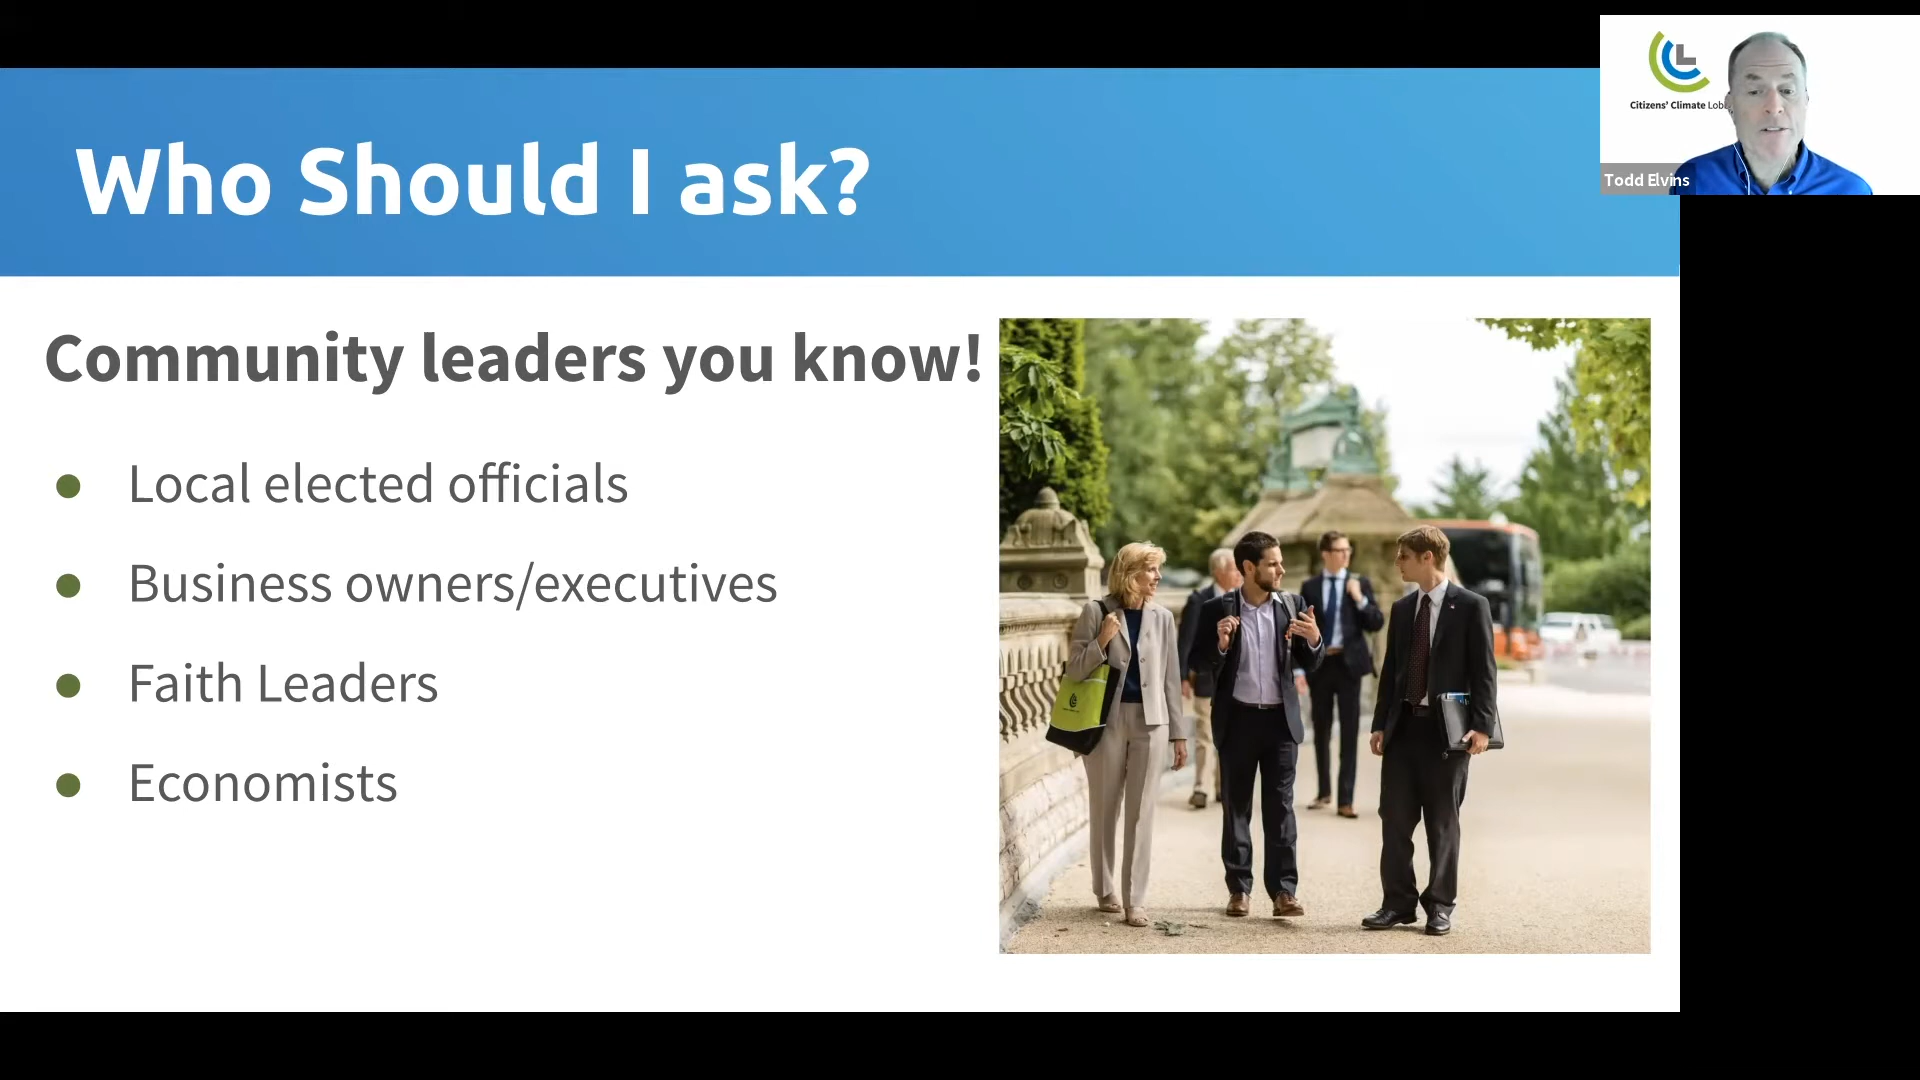 Who Should I ask?
Citizens' Climate
Todd Elvins
Community leaders you know!
Local elected officials
Business owners/executives
Faith Leaders
Economists